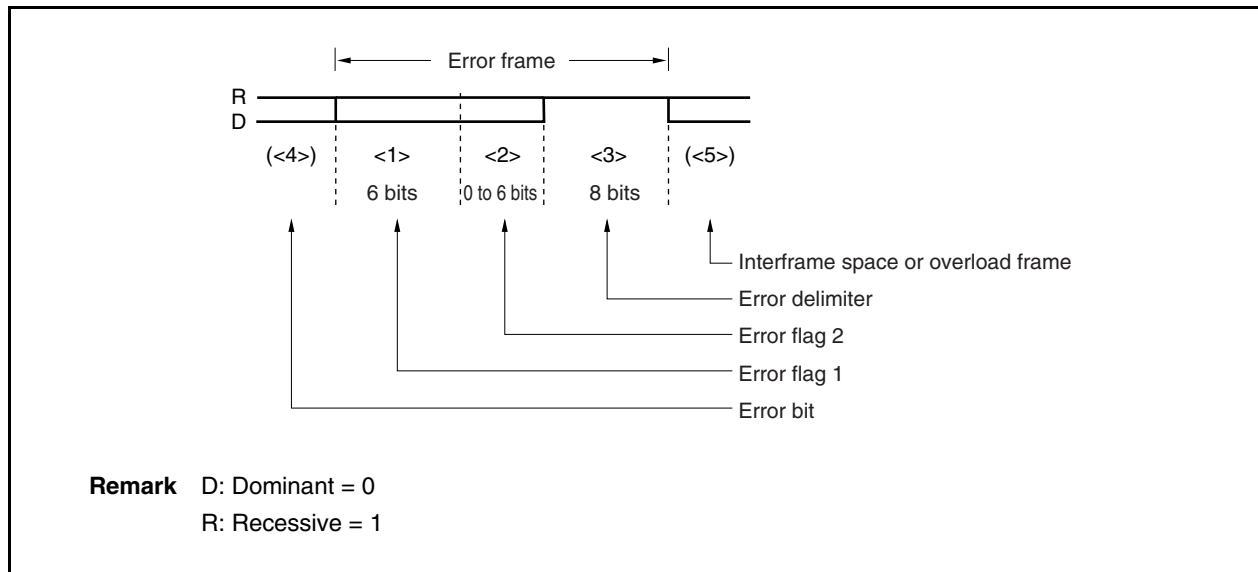 Error frame
R
D
(<4>) <1> <2> <3> (<5>)
6 bits 0 to 6 bits 8 bits
Interframe space or overload frame
Error delimiter
Error flag 2
Error flag 1
Error bit
Remark D: Dominant = 0
R: Recessive = 1